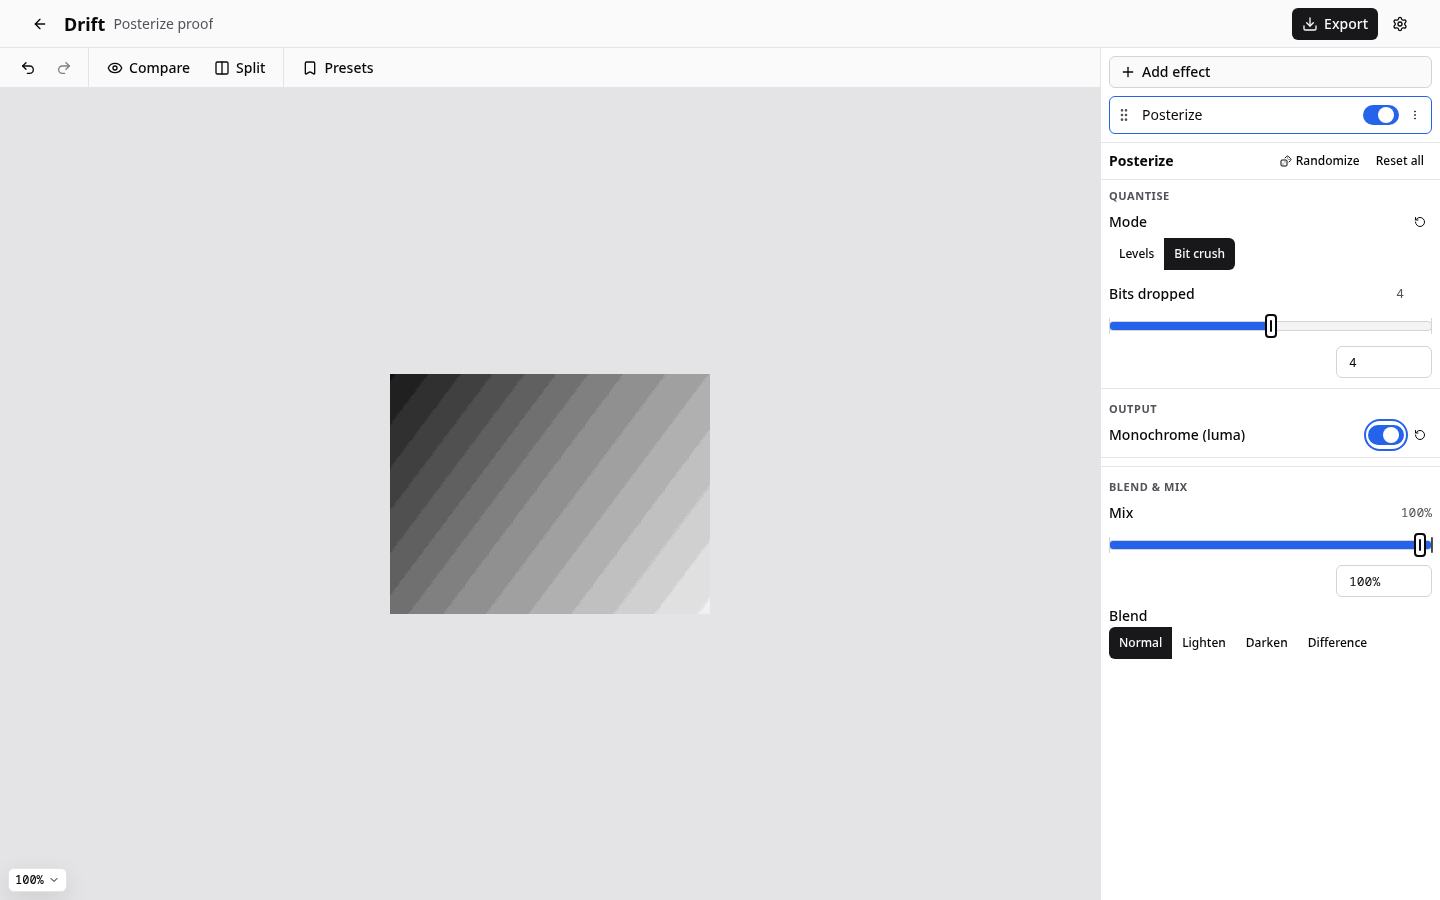 Drift Posterize proof
Export
Compare
Split
Presets
Add effect
Posterize
Posterize
Randomize
Reset all
QUANTISE
Mode
Levels
Bit crush
Bits dropped
4
4
OUTPUT
Monochrome (luma)
BLEND & MIX
Mix
100%
100%
Blend
Normal
Lighten
Darken
Difference
100%